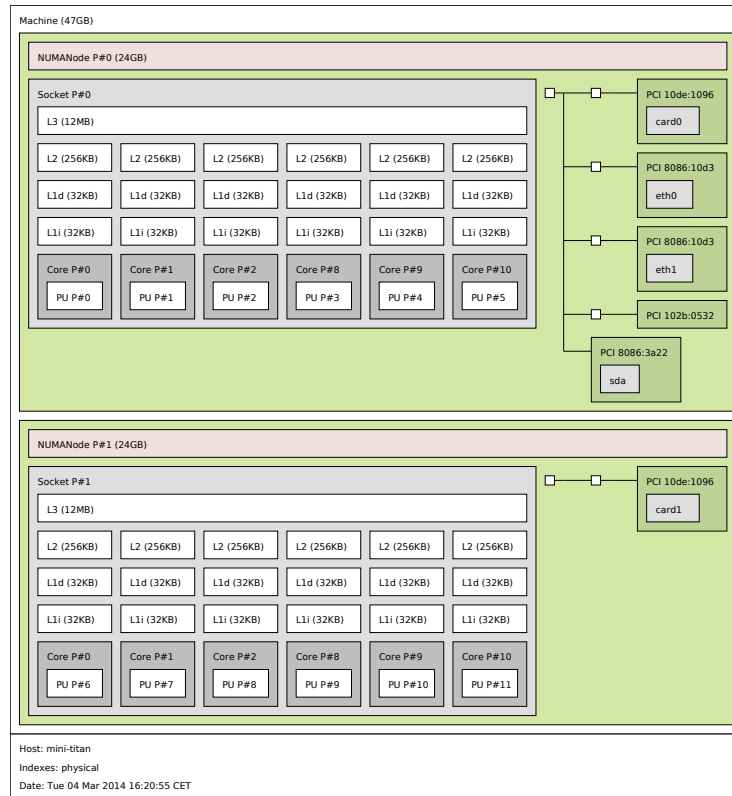 Machine (47GB)
NUMANode P#0 (24GB)
Socket P#0
L3 (12MB)
L2 (256KB) L2 (256KB) L2 (256KB) L2 (256KB) L2 (256KB) L2 (256KB)
L1d (32KB) L1d (32KB) L1d (32KB) L1d (32KB) L1d (32KB) L1d (32KB)
L1i (32KB) L1i (32KB) L1i (32KB) L1i (32KB) L1i (32KB) L1i (32KB)
Core P#0 Core P#1 Core P#2 Core P#8 Core P#9 Core P#10
PU P#0 PU P#1 PU P#2 PU P#3 PU P#4 PU P#5
PCI 10de:1096
card0
PCI 8086:10d3
eth0
PCI 8086:10d3
eth1
PCI 102b:0532
PCI 8086:3a22
sda
NUMANode P#1 (24GB)
Socket P#1
L3 (12MB)
L2 (256KB) L2 (256KB) L2 (256KB) L2 (256KB) L2 (256KB) L2 (256KB)
L1d (32KB) L1d (32KB) L1d (32KB) L1d (32KB) L1d (32KB) L1d (32KB)
L1i (32KB) L1i (32KB) L1i (32KB) L1i (32KB) L1i (32KB) L1i (32KB)
Core P#0 Core P#1 Core P#2 Core P#8 Core P#9 Core P#10
PU P#6 PU P#7 PU P#8 PU P#9 PU P#10 PU P#11
PCI 10de:1096
card1
Host: mini-titan
Indexes: physical
Date: Tue 04 Mar 2014 16:20:55 CET